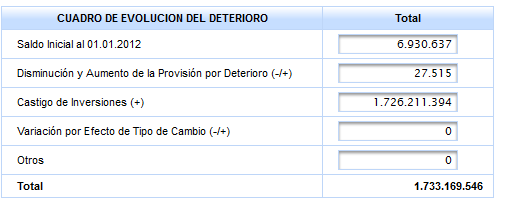 CUADRO DE EVOLUCION DEL DETERIORO Total
Saldo Inicial al 01.01.2012 6.930.637
Disminución y Aumento de la Provisión por Deterioro (-/+) 27.515
Castigo de Inversiones (+) 1.726.211.394
Variación por Efecto de Tipo de Cambio (-/+) 0
Otros 0
Total 1.733.169.546